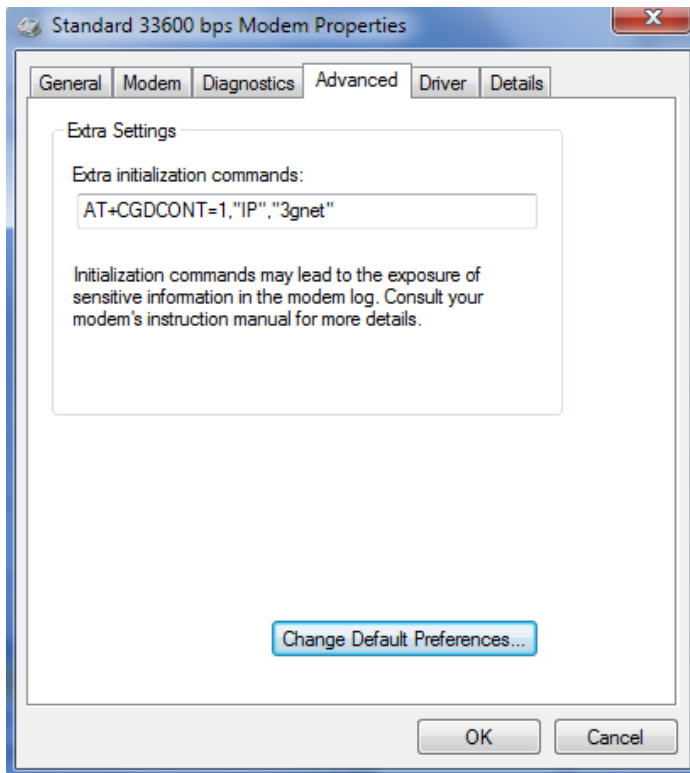 Standard 33600 bps Modem Properties
X
General Modem Diagnostics Advanced Driver Details
Extra Settings
Extra initialization commands:
AT+CGDCONT=1,"IP","3gnet"
Initialization commands may lead to the exposure of
sensitive information in the modem log. Consult your
modem's instruction manual for more details.
Change Default Preferences...
OK Cancel